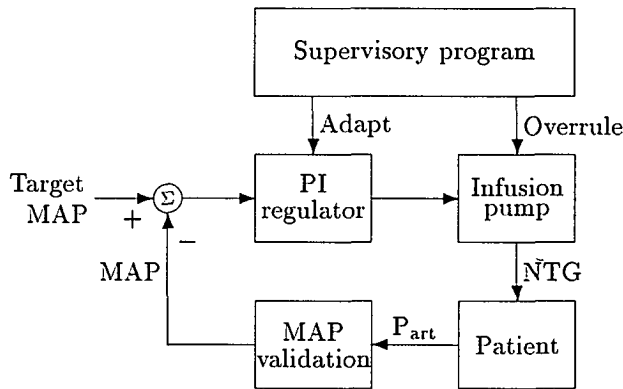 Supervisory program
Adapt
Overrule
Target
MAP
+
Σ
PI
regulator
Infusion
pump
−
MAP
NTG
MAP
validation
P_art
Patient